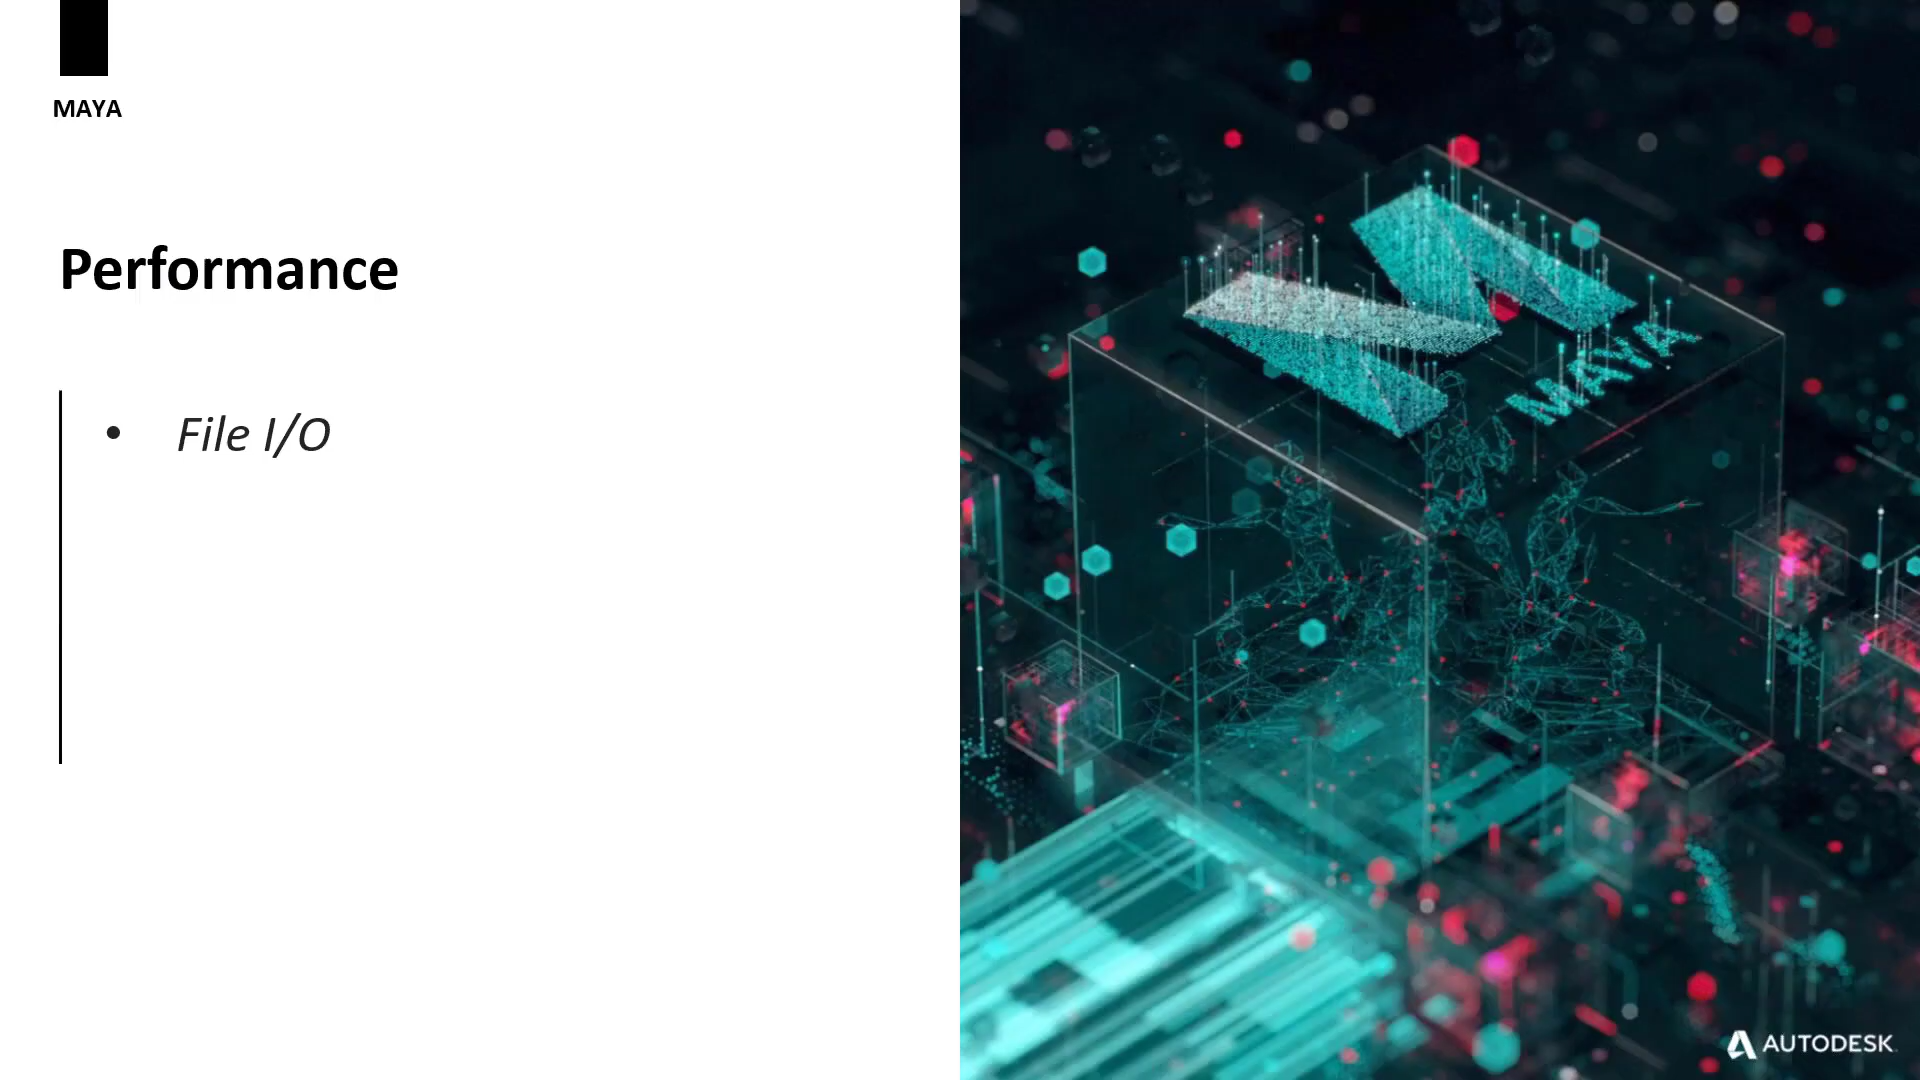 MAYA
Performance
• File I/O
MAYA
AUTODESK